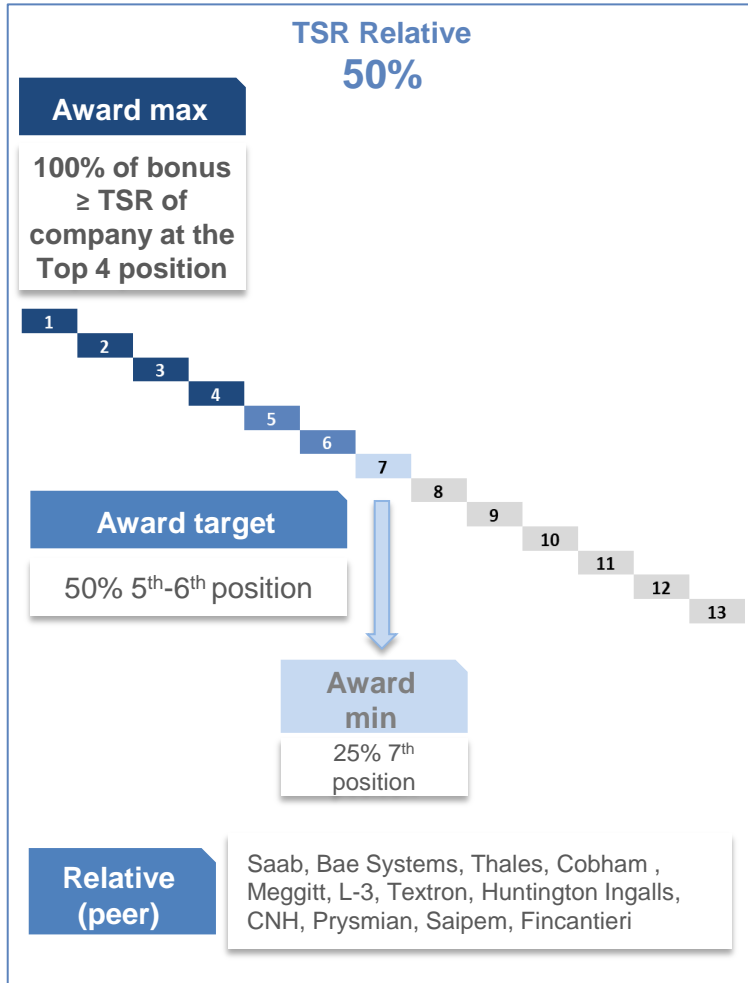 TSR Relative
50%
Award max
100% of bonus
≥ TSR of
company at the
Top 4 position
1
2
3
4
5
6
7
8
9
10
11
12
13
Award target
50% 5th-6th position
Award
min
25% 7th
position
Relative
(peer)
Saab, Bae Systems, Thales, Cobham ,
Meggitt, L-3, Textron, Huntington Ingalls,
CNH, Prysmian, Saipem, Fincantieri